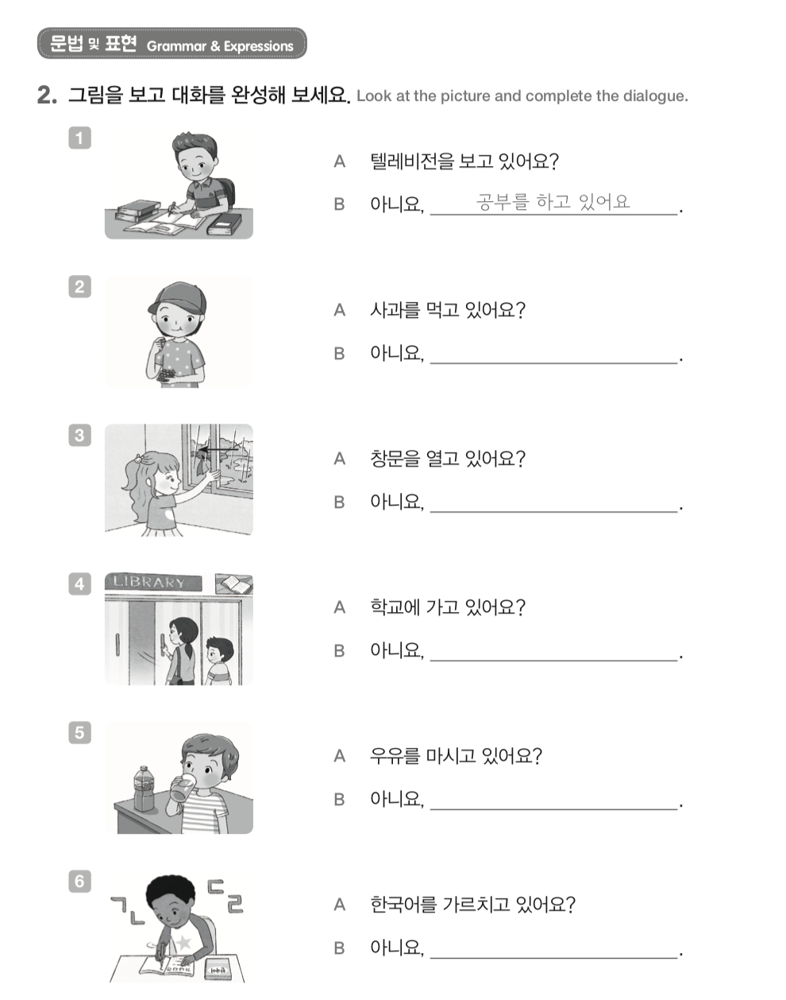 문법 및 표현 Grammar & Expressions
2. 그림을 보고 대화를 완성해 보세요. Look at the picture and complete the dialogue.
1
A 텔레비전을 보고 있어요?
B 아니요, 공부를 하고 있어요.
2
A 사과를 먹고 있어요?
B 아니요, .
3
A 창문을 열고 있어요?
B 아니요, .
4
LIBRARY
A 학교에 가고 있어요?
B 아니요, .
5
A 우유를 마시고 있어요?
B 아니요, .
6
ㄱ ㄴ ㄷ ㄹ
A 한국어를 가르치고 있어요?
B 아니요, .